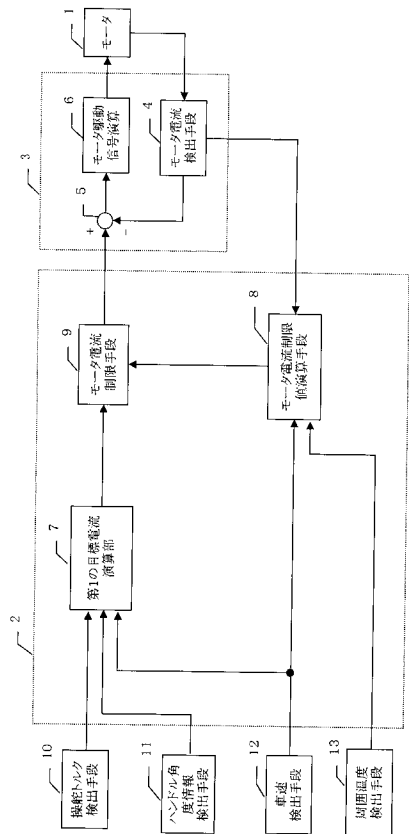 2
3
10
操舵トルク
検出手段
11
ハンドル角
度情報
検出手段
12
車速
検出手段
13
周囲温度
検出手段
7
第1の目標電流
演算部
9
モータ電流
制限手段
8
モータ電流制限
値演算手段
+
−
5
6
モータ駆動
信号演算
4
モータ電流
検出手段
1
モータ